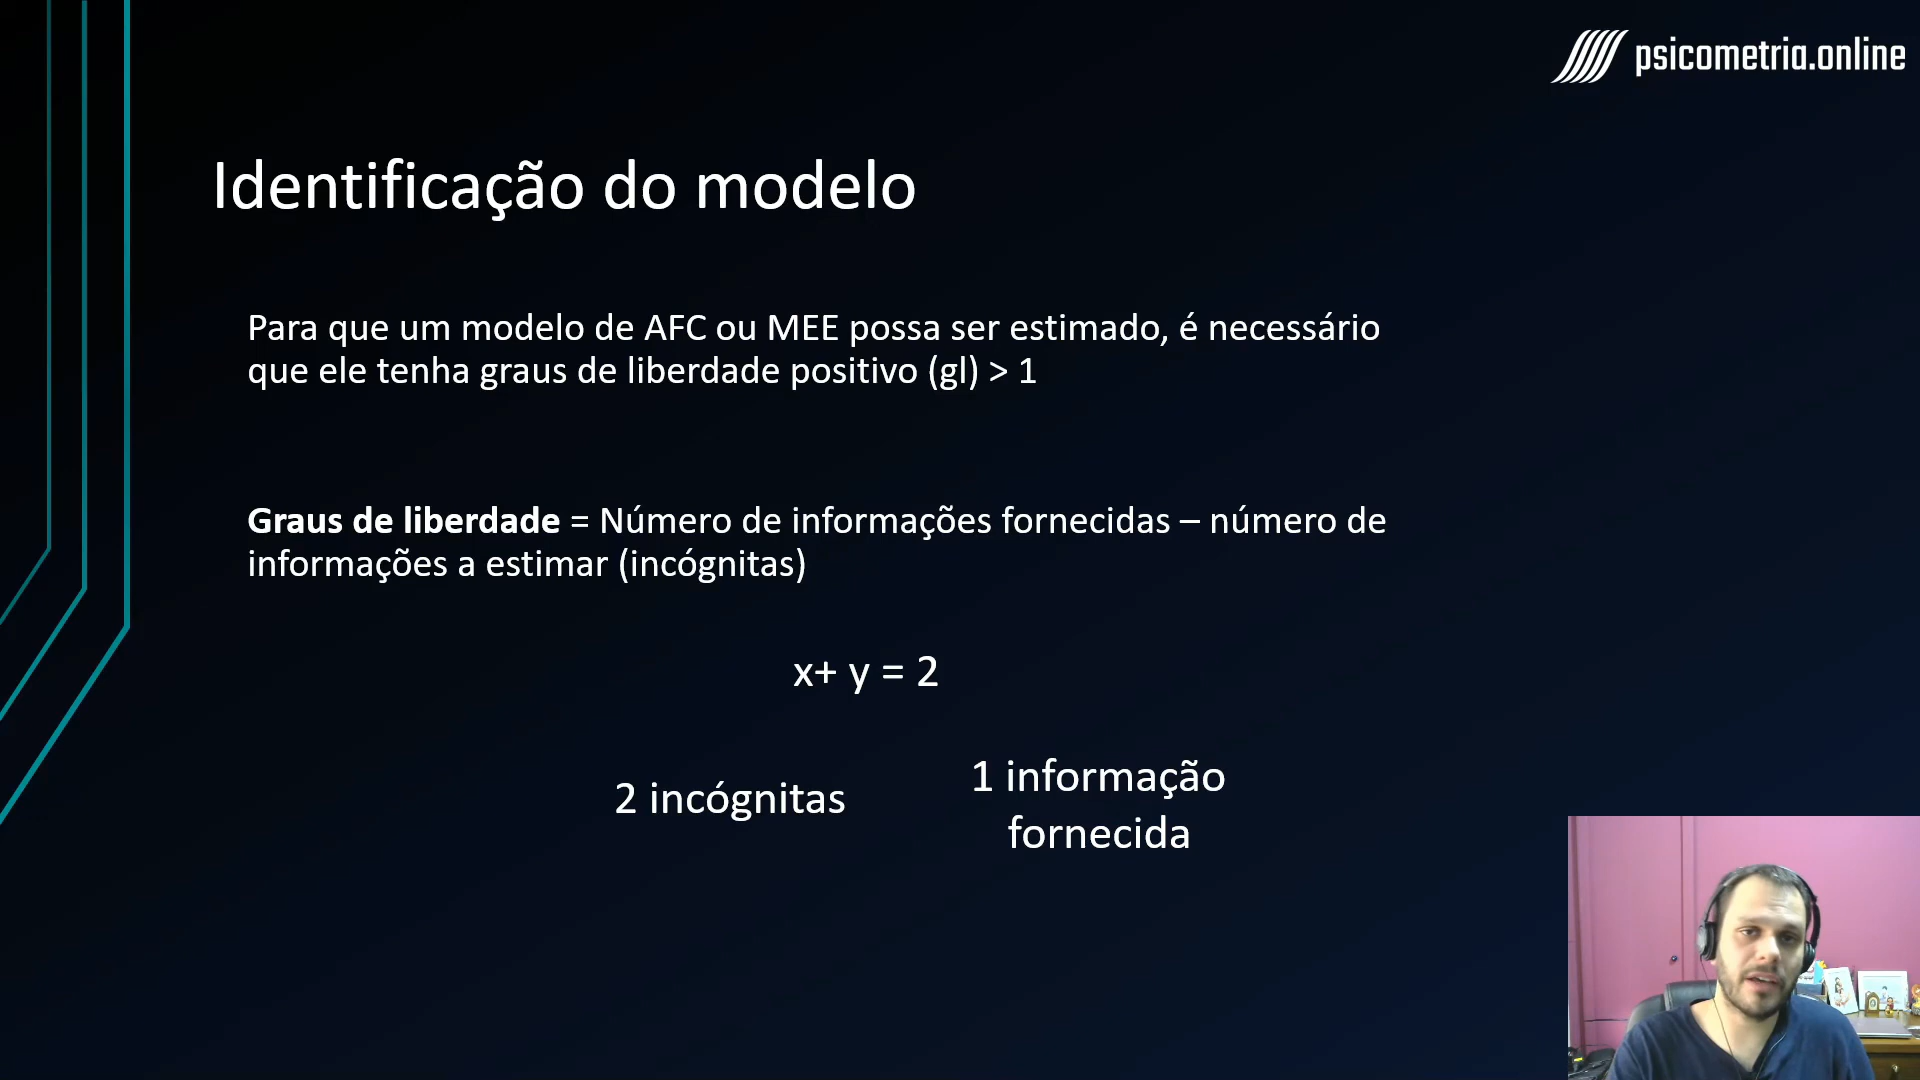 psicometria.online
Identificação do modelo
Para que um modelo de AFC ou MEE possa ser estimado, é necessário
que ele tenha graus de liberdade positivo (gl) > 1
Graus de liberdade = Número de informações fornecidas – número de
informações a estimar (incógnitas)
x+ y = 2
2 incógnitas
1 informação
fornecida